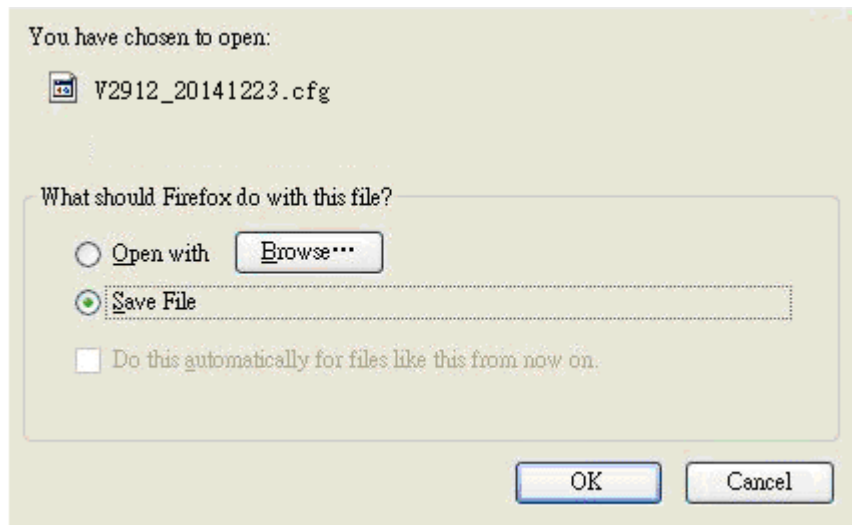 You have chosen to open:
V2912_20141223.cfg
What should Firefox do with this file?
Open with Browse···
Save File
Do this automatically for files like this from now on.
OK Cancel